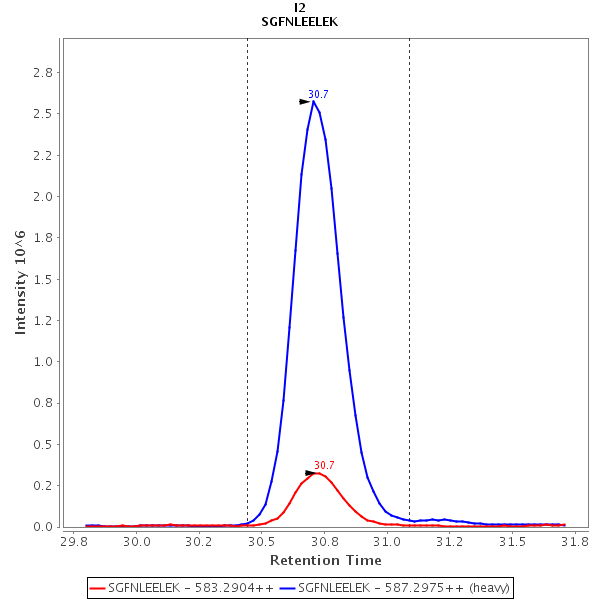 I2
SGFNLEELEK
Intensity 10^6
2.8
2.5
2.2
2.0
1.8
1.5
1.2
1.0
0.8
0.5
0.2
0.0
30.7
30.7
29.8 30.0 30.2 30.5 30.8 31.0 31.2 31.5 31.8
Retention Time
SGFNLEELEK - 583.2904++ SGFNLEELEK - 587.2975++ (heavy)